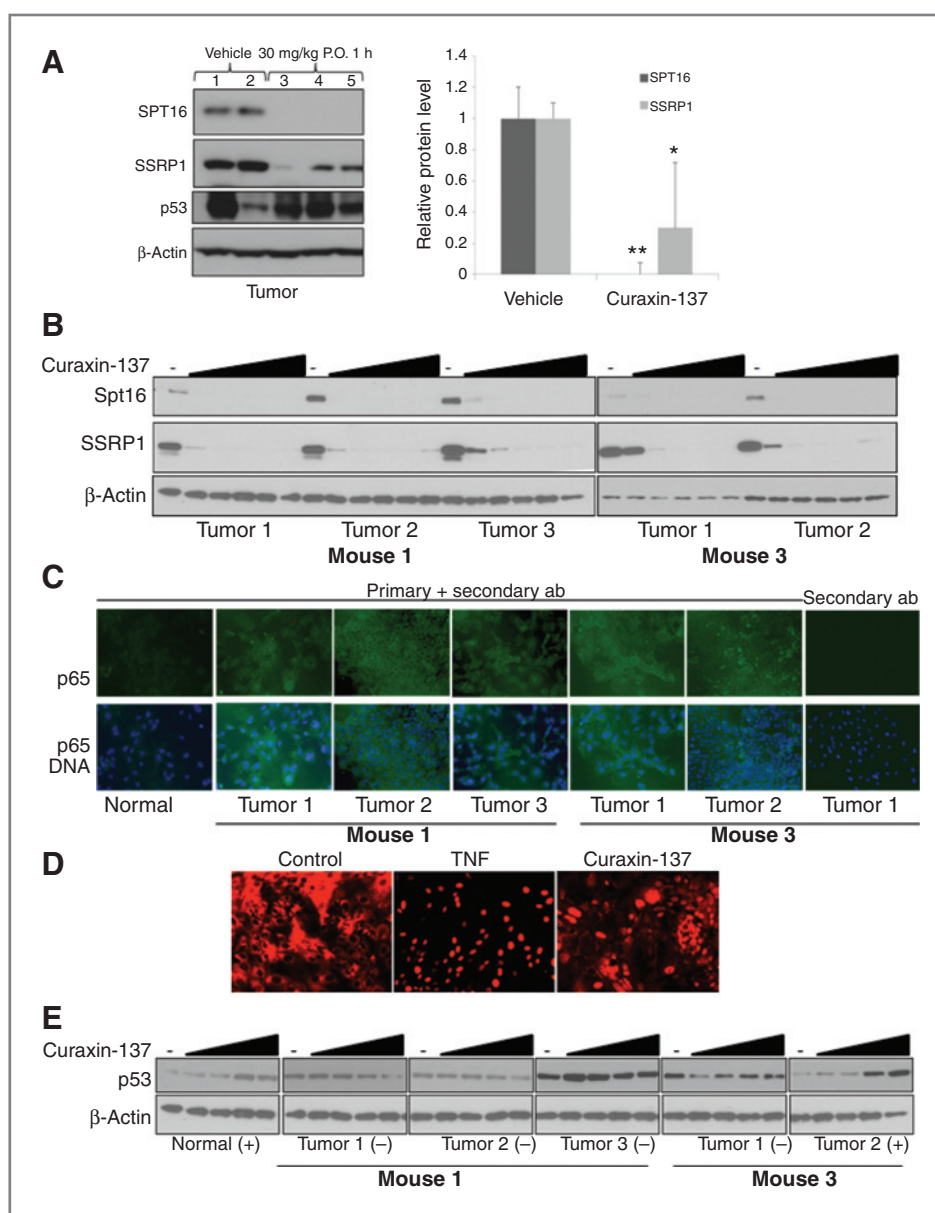 A
Vehicle 30 mg/kg P.O. 1 h
1 2 3 4 5
SPT16
SSRP1
p53
β-Actin
Tumor
Relative protein level
1.4
1.2
1
0.8
0.6
0.4
0.2
0
SPT16
SSRP1
**
*
Vehicle
Curaxin-137
B
Curaxin-137 - - - - -
Spt16
SSRP1
β-Actin
Tumor 1 Tumor 2 Tumor 3 Tumor 1 Tumor 2
Mouse 1 Mouse 3
C
Primary + secondary ab Secondary ab
p65
p65
DNA
Normal Tumor 1 Tumor 2 Tumor 3 Tumor 1 Tumor 2 Tumor 1
Mouse 1 Mouse 3
D
Control TNF Curaxin-137
E
Curaxin-137 - - - - - -
p53
β-Actin
Normal (+) Tumor 1 (–) Tumor 2 (–) Tumor 3 (–) Tumor 1 (–) Tumor 2 (+)
Mouse 1 Mouse 3